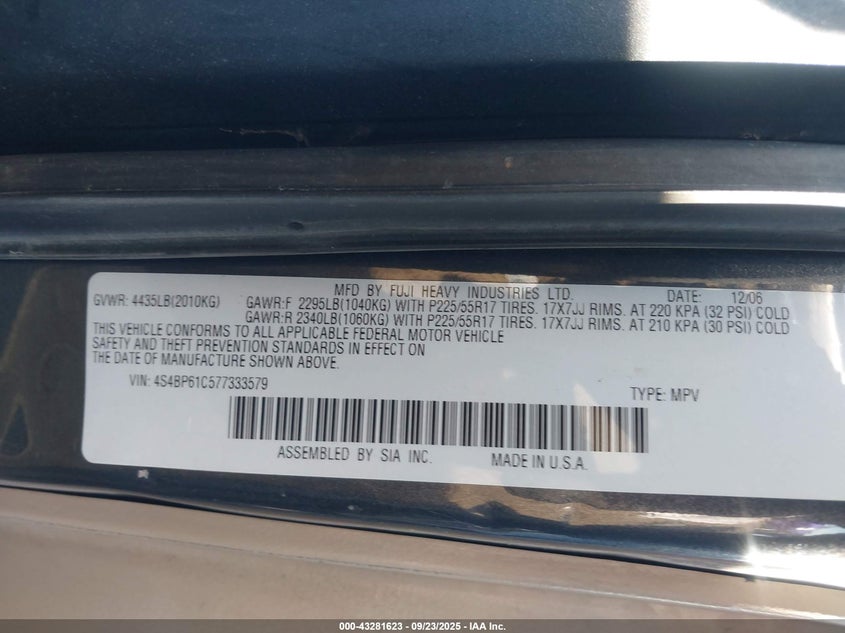 MFD BY FUJI HEAVY INDUSTRIES LTD. DATE: 12/06
GVWR: 4435LB(2010KG) GAWR:F 2295LB(1040KG) WITH P225/55R17 TIRES. 17X7JJ RIMS. AT 220 KPA (32 PSI) COLD
GAWR:R 2340LB(1060KG) WITH P225/55R17 TIRES. 17X7JJ RIMS. AT 210 KPA (30 PSI) COLD
THIS VEHICLE CONFORMS TO ALL APPLICABLE FEDERAL MOTOR VEHICLE
SAFETY AND THEFT PREVENTION STANDARDS IN EFFECT ON
THE DATE OF MANUFACTURE SHOWN ABOVE.
VIN: 4S4BP61C577333579 TYPE: MPV
ASSEMBLED BY SIA INC. MADE IN U.S.A.
000-43281623 - 09/23/2025 - IAA Inc.